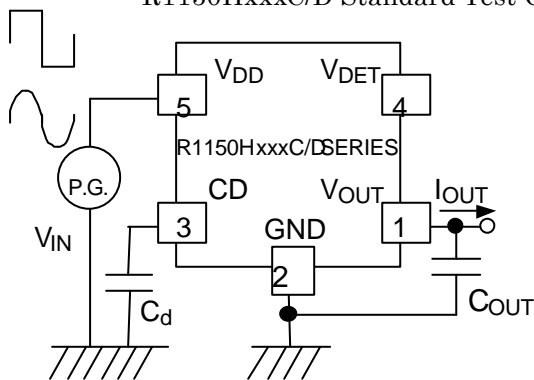 R1150HxxxC/D Standard Test C
VDD
VDET
5
4
R1150HxxxC/DSERIES
P.G.
CD
VOUT
IOUT
3
1
VIN
GND
2
Cd
COUT